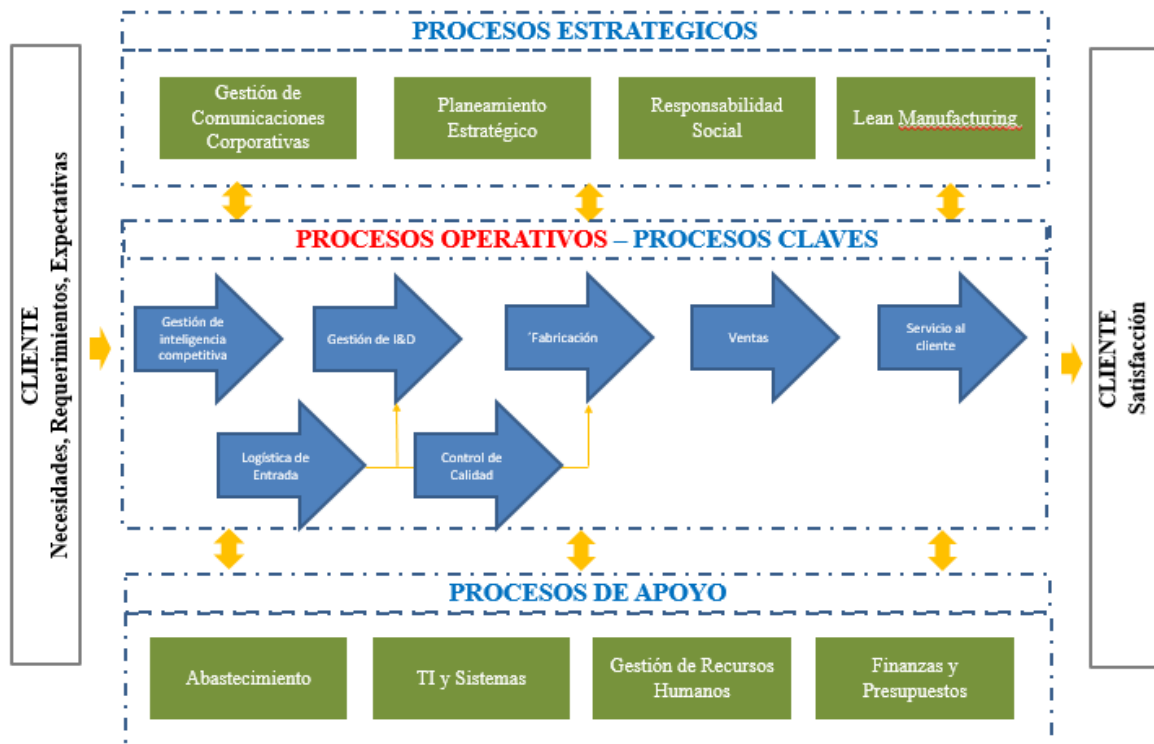 PROCESOS ESTRATEGICOS
Gestión de
Comunicaciones
Corporativas
Planeamiento
Estratégico
Responsabilidad
Social
Lean Manufacturing
CLIENTE
Necesidades, Requerimientos, Expectativas
PROCESOS OPERATIVOS – PROCESOS CLAVES
Gestión de
inteligencia
competitiva
Gestión de I&D
´Fabricación
Ventas
Servicio al
cliente
Logística de
Entrada
Control de
Calidad
CLIENTE
Satisfacción
PROCESOS DE APOYO
Abastecimiento
TI y Sistemas
Gestión de Recursos
Humanos
Finanzas y
Presupuestos